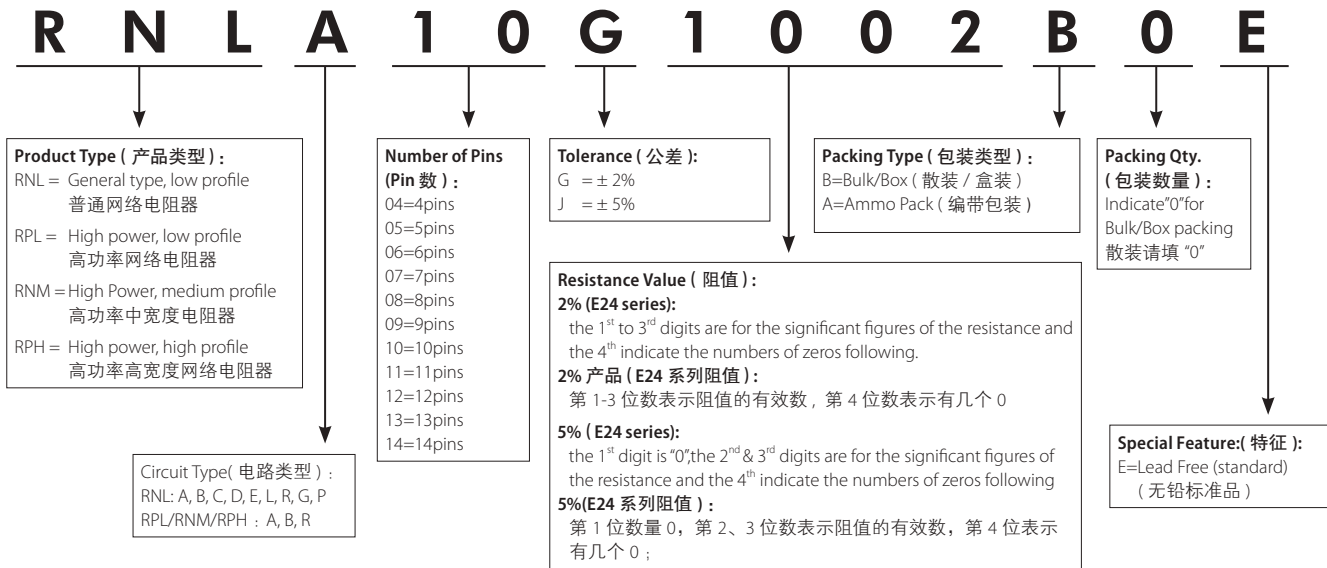 R N L A 1 0 G 1 0 0 2 B 0 E
Product Type ( 产品类型 ) :
RNL = General type, low profile
普通网络电阻器
RPL = High power, low profile
高功率网络电阻器
RNM = High Power, medium profile
高功率中宽度电阻器
RPH = High power, high profile
高功率高宽度网络电阻器
Circuit Type( 电路类型 ) :
RNL: A, B, C, D, E, L, R, G, P
RPL/RNM/RPH : A, B, R
Number of Pins
(Pin 数 ) :
04=4pins
05=5pins
06=6pins
07=7pins
08=8pins
09=9pins
10=10pins
11=11pins
12=12pins
13=13pins
14=14pins
Tolerance ( 公差 ):
G = ± 2%
J = ± 5%
Resistance Value ( 阻值 ) :
2% (E24 series):
the 1st to 3rd digits are for the significant figures of the resistance and
the 4th indicate the numbers of zeros following.
2% 产品 ( E24 系列阻值 ) :
第 1-3 位数表示阻值的有效数 , 第 4 位数表示有几个 0
5% ( E24 series):
the 1st digit is "0",the 2nd & 3rd digits are for the significant figures of
the resistance and the 4th indicate the numbers of zeros following
5%(E24 系列阻值 ) :
第 1 位数量 0，第 2、3 位数表示阻值的有效数，第 4 位表示
有几个 0 ;
Packing Type ( 包装类型 ) :
B=Bulk/Box ( 散装 / 盒装 )
A=Ammo Pack ( 编带包装 )
Packing Qty.
( 包装数量 ) :
Indicate"0"for
Bulk/Box packing
散装请填 "0"
Special Feature:( 特征 ):
E=Lead Free (standard)
( 无铅标准品 )